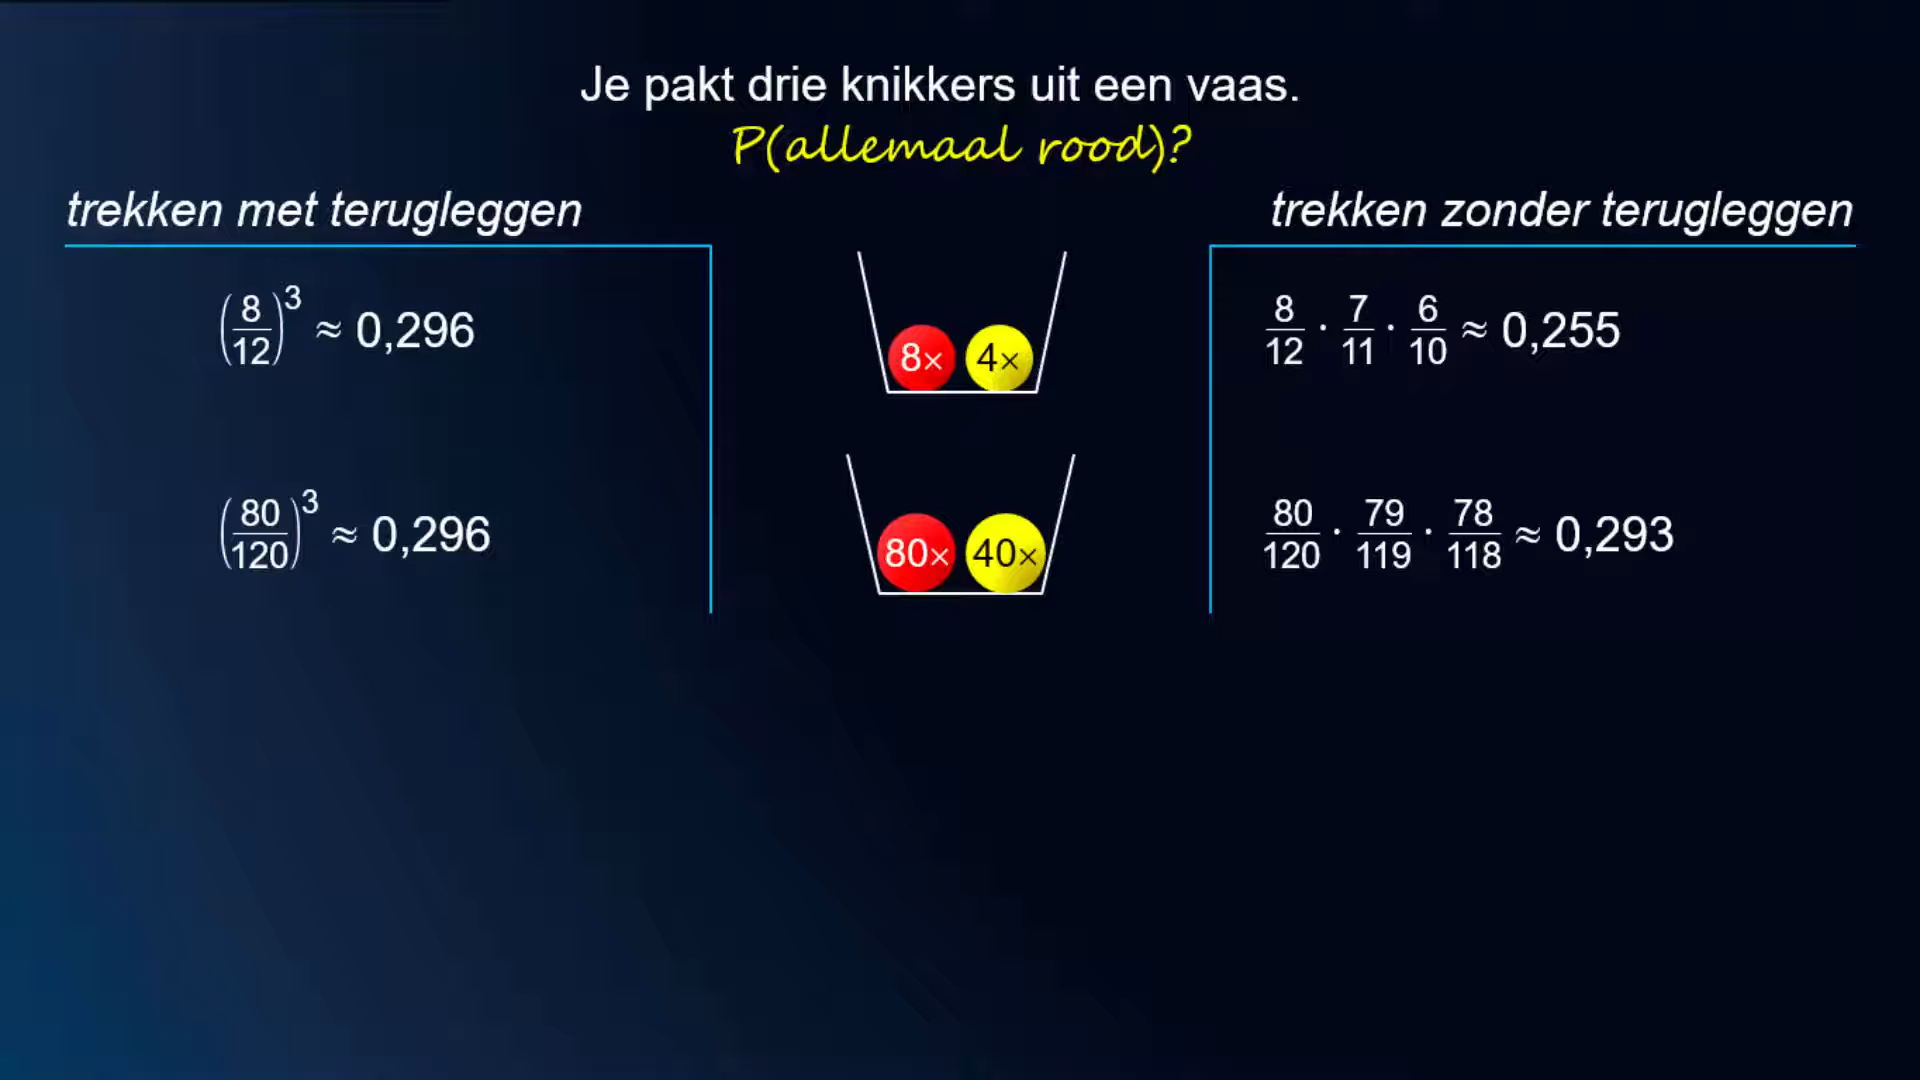 Je pakt drie knikkers uit een vaas.
P(allemaal rood)?
trekken met terugleggen
(8/12)³ ≈ 0,296
(80/120)³ ≈ 0,296
8× 4×
80× 40×
trekken zonder terugleggen
8/12 · 7/11 · 6/10 ≈ 0,255
80/120 · 79/119 · 78/118 ≈ 0,293